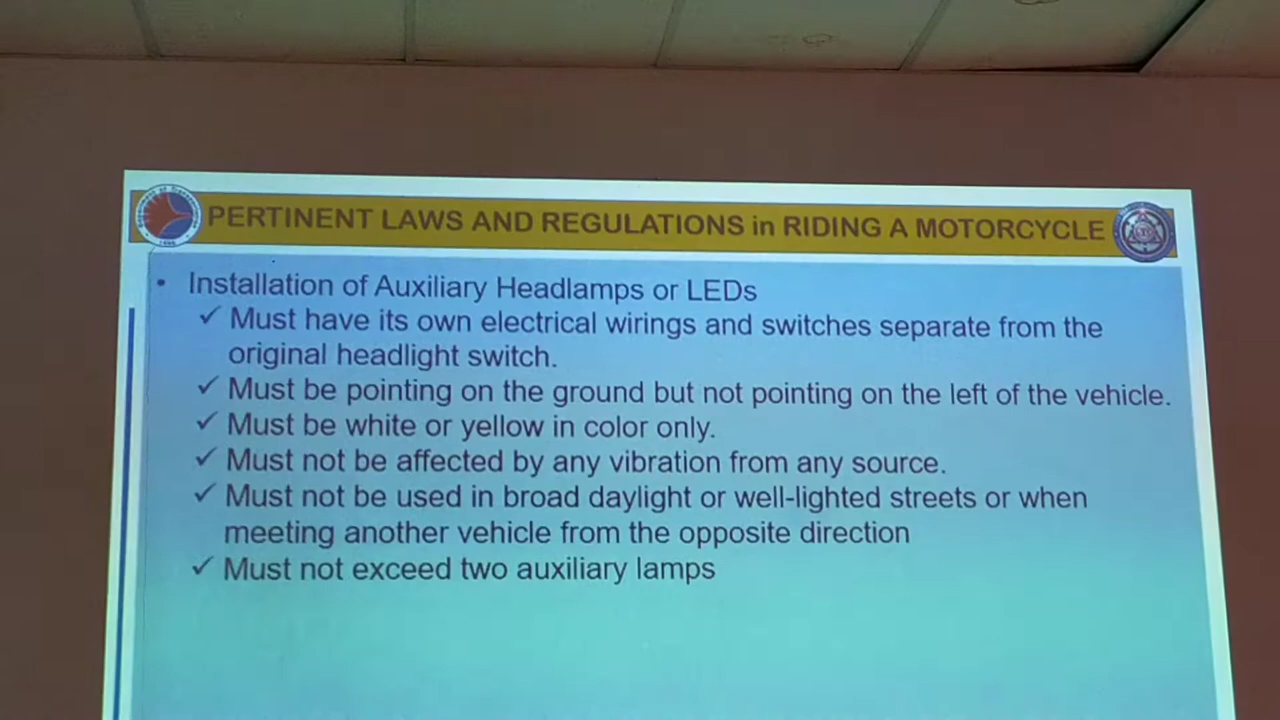 PERTINENT LAWS AND REGULATIONS in RIDING A MOTORCYCLE
• Installation of Auxiliary Headlamps or LEDs
✓ Must have its own electrical wirings and switches separate from the
original headlight switch.
✓ Must be pointing on the ground but not pointing on the left of the vehicle.
✓ Must be white or yellow in color only.
✓ Must not be affected by any vibration from any source.
✓ Must not be used in broad daylight or well-lighted streets or when
meeting another vehicle from the opposite direction
✓ Must not exceed two auxiliary lamps